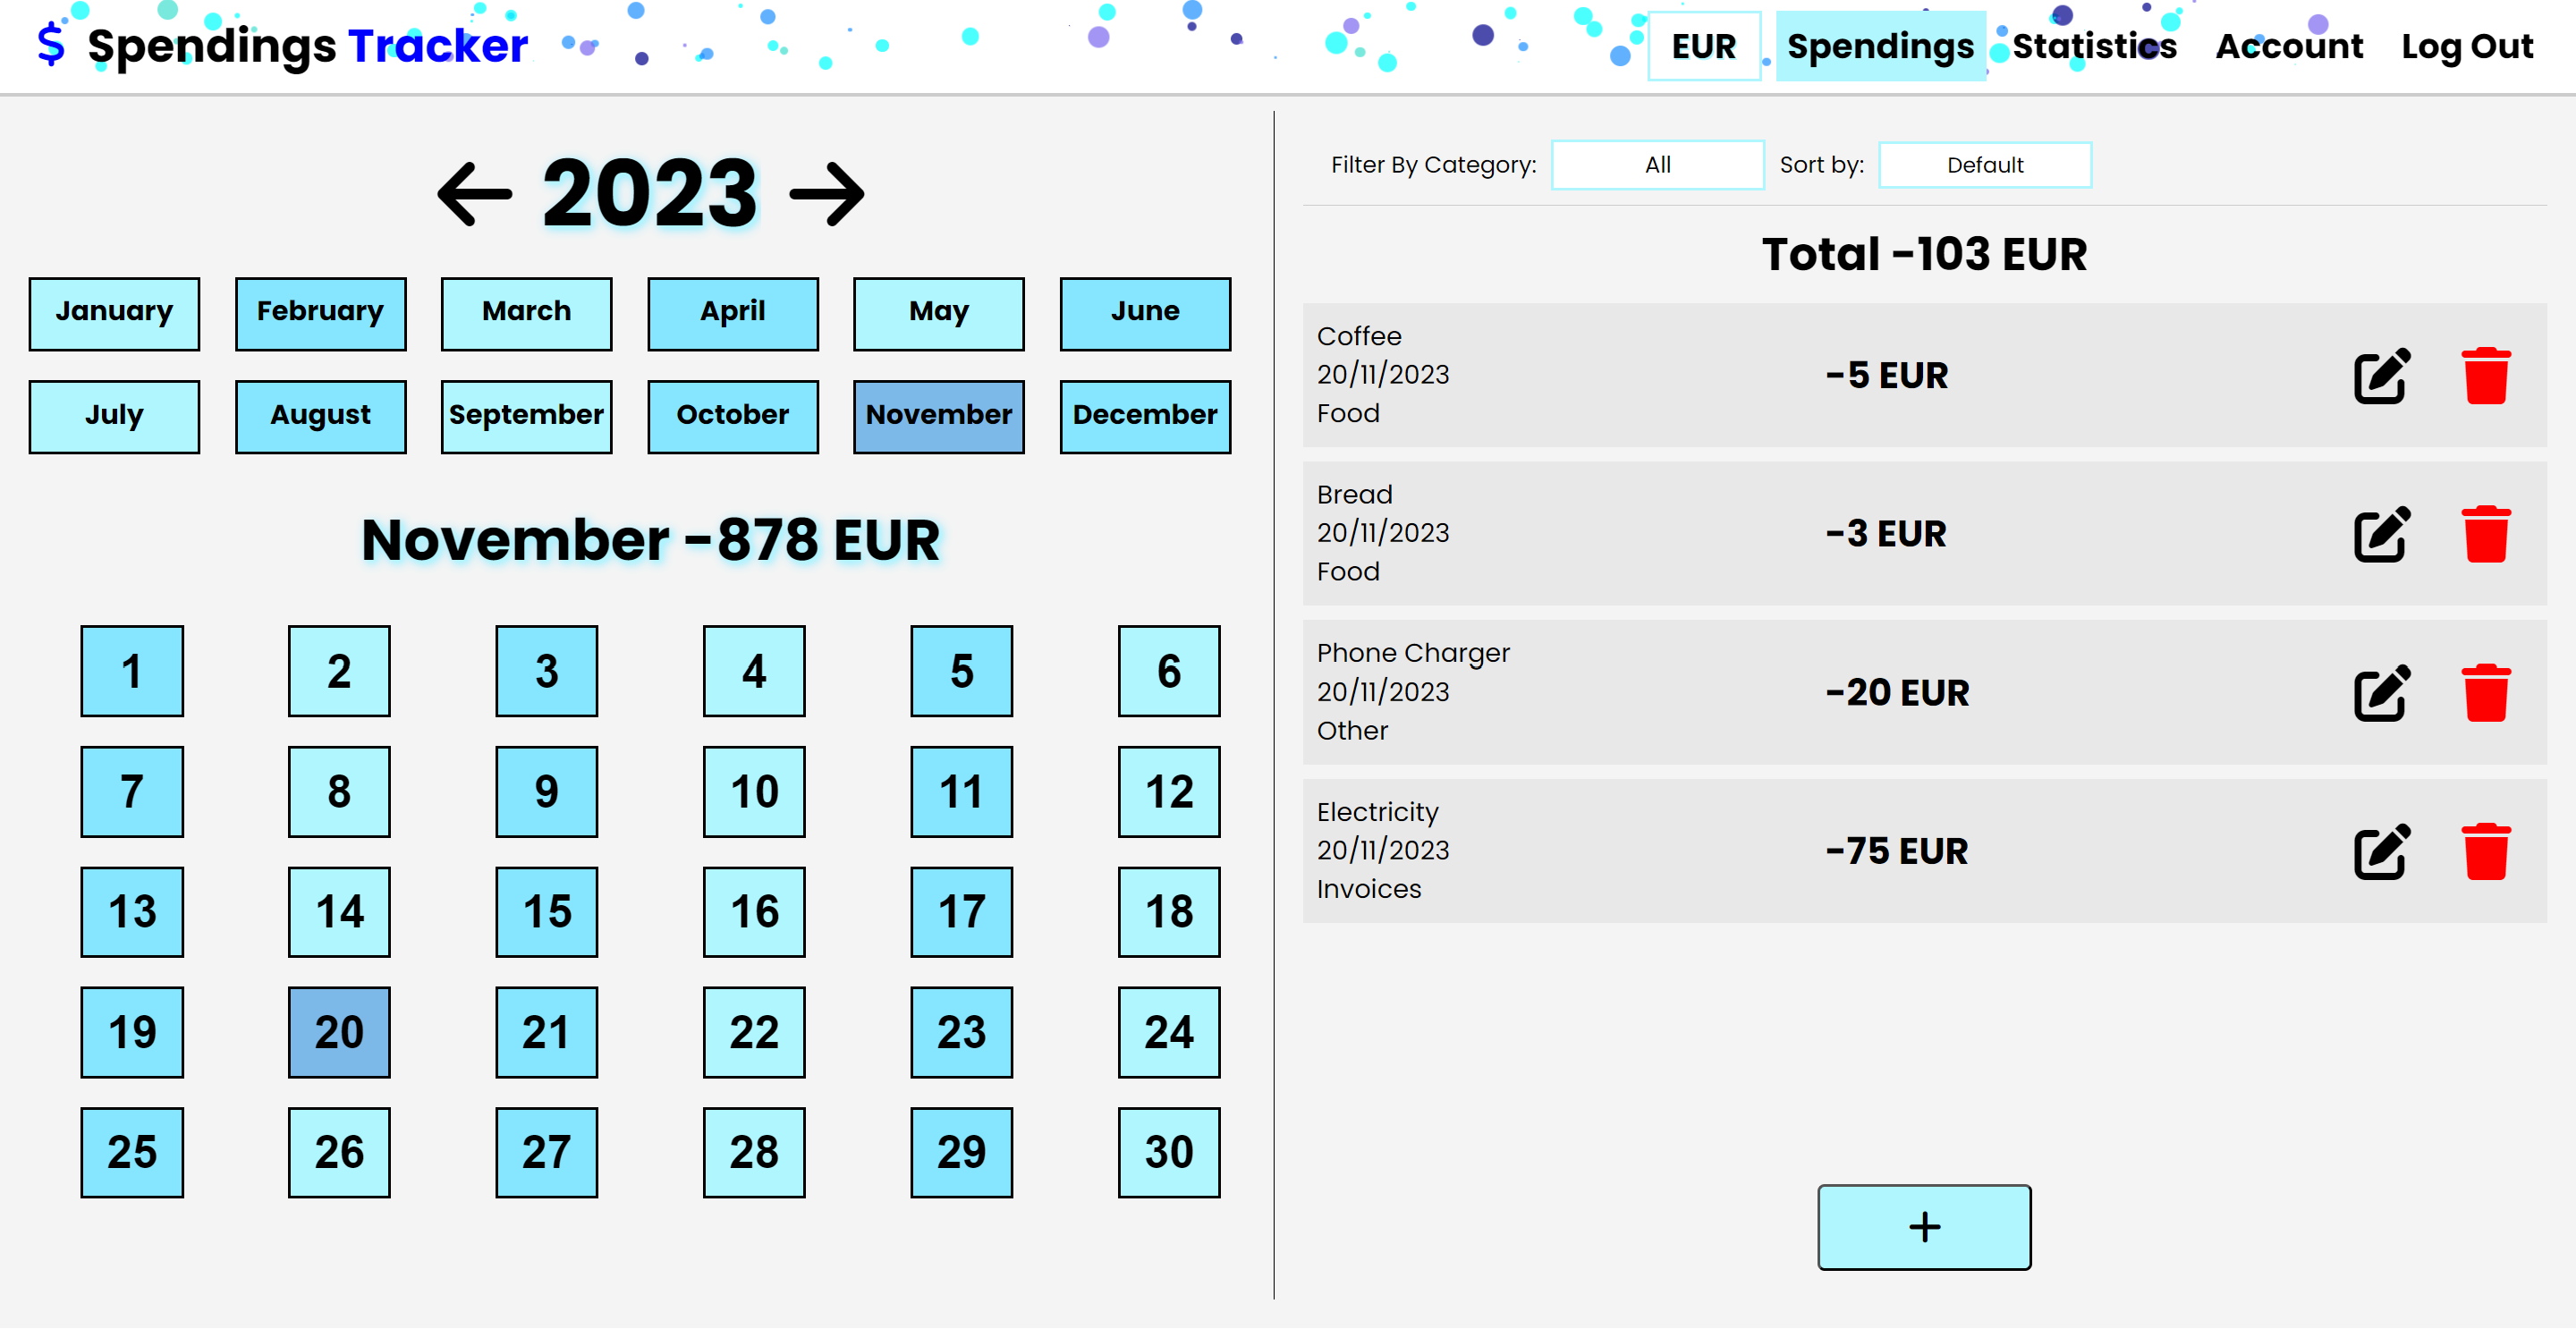 $ Spendings Tracker
EUR Spendings Statistics Account Log Out
2023
January February March April May June
July August September October November December
November -878 EUR
1 2 3 4 5 6
7 8 9 10 11 12
13 14 15 16 17 18
19 20 21 22 23 24
25 26 27 28 29 30
Filter By Category: All Sort by: Default
Total -103 EUR
Coffee
20/11/2023
Food
-5 EUR
Bread
20/11/2023
Food
-3 EUR
Phone Charger
20/11/2023
Other
-20 EUR
Electricity
20/11/2023
Invoices
-75 EUR
+